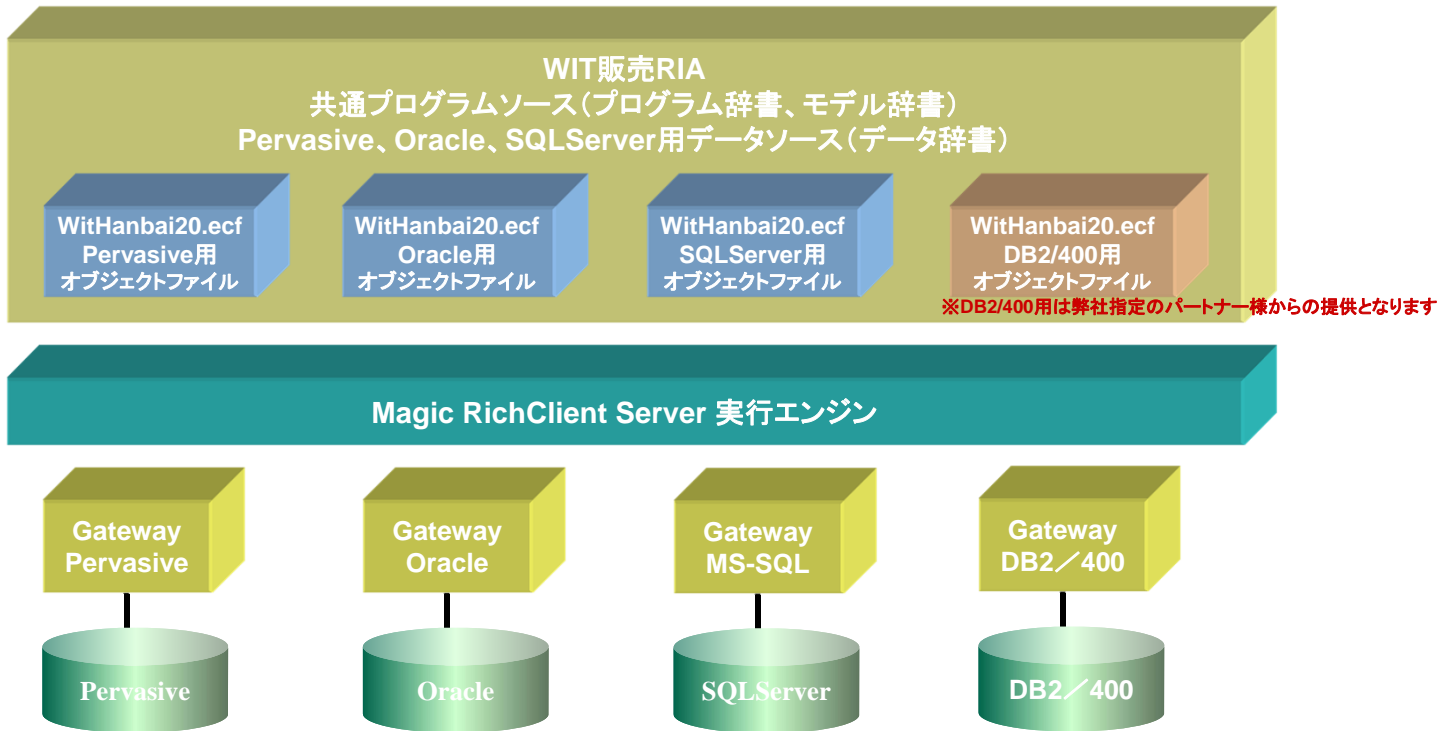 WIT販売RIA
共通プログラムソース(プログラム辞書、モデル辞書)
Pervasive、Oracle、SQLServer用データソース(データ辞書)
WitHanbai20.ecf
Pervasive用
オブジェクトファイル
WitHanbai20.ecf
Oracle用
オブジェクトファイル
WitHanbai20.ecf
SQLServer用
オブジェクトファイル
WitHanbai20.ecf
DB2/400用
オブジェクトファイル
※DB2/400用は弊社指定のパートナー様からの提供となります
Magic RichClient Server 実行エンジン
Gateway
Pervasive
Gateway
Oracle
Gateway
MS-SQL
Gateway
DB2/400
Pervasive
Oracle
SQLServer
DB2/400